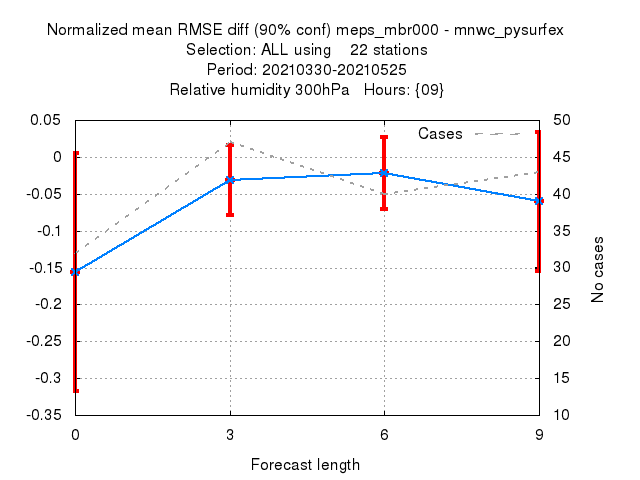 Normalized mean RMSE diff (90% conf) meps_mbr000 - mnwc_pysurfex
Selection: ALL using    22 stations
Period: 20210330-20210525
Relative humidity 300hPa   Hours: {09}
Cases
0.05
0
-0.05
-0.1
-0.15
-0.2
-0.25
-0.3
-0.35
50
45
40
35
30
25
20
15
10
No cases
0 3 6 9
Forecast length